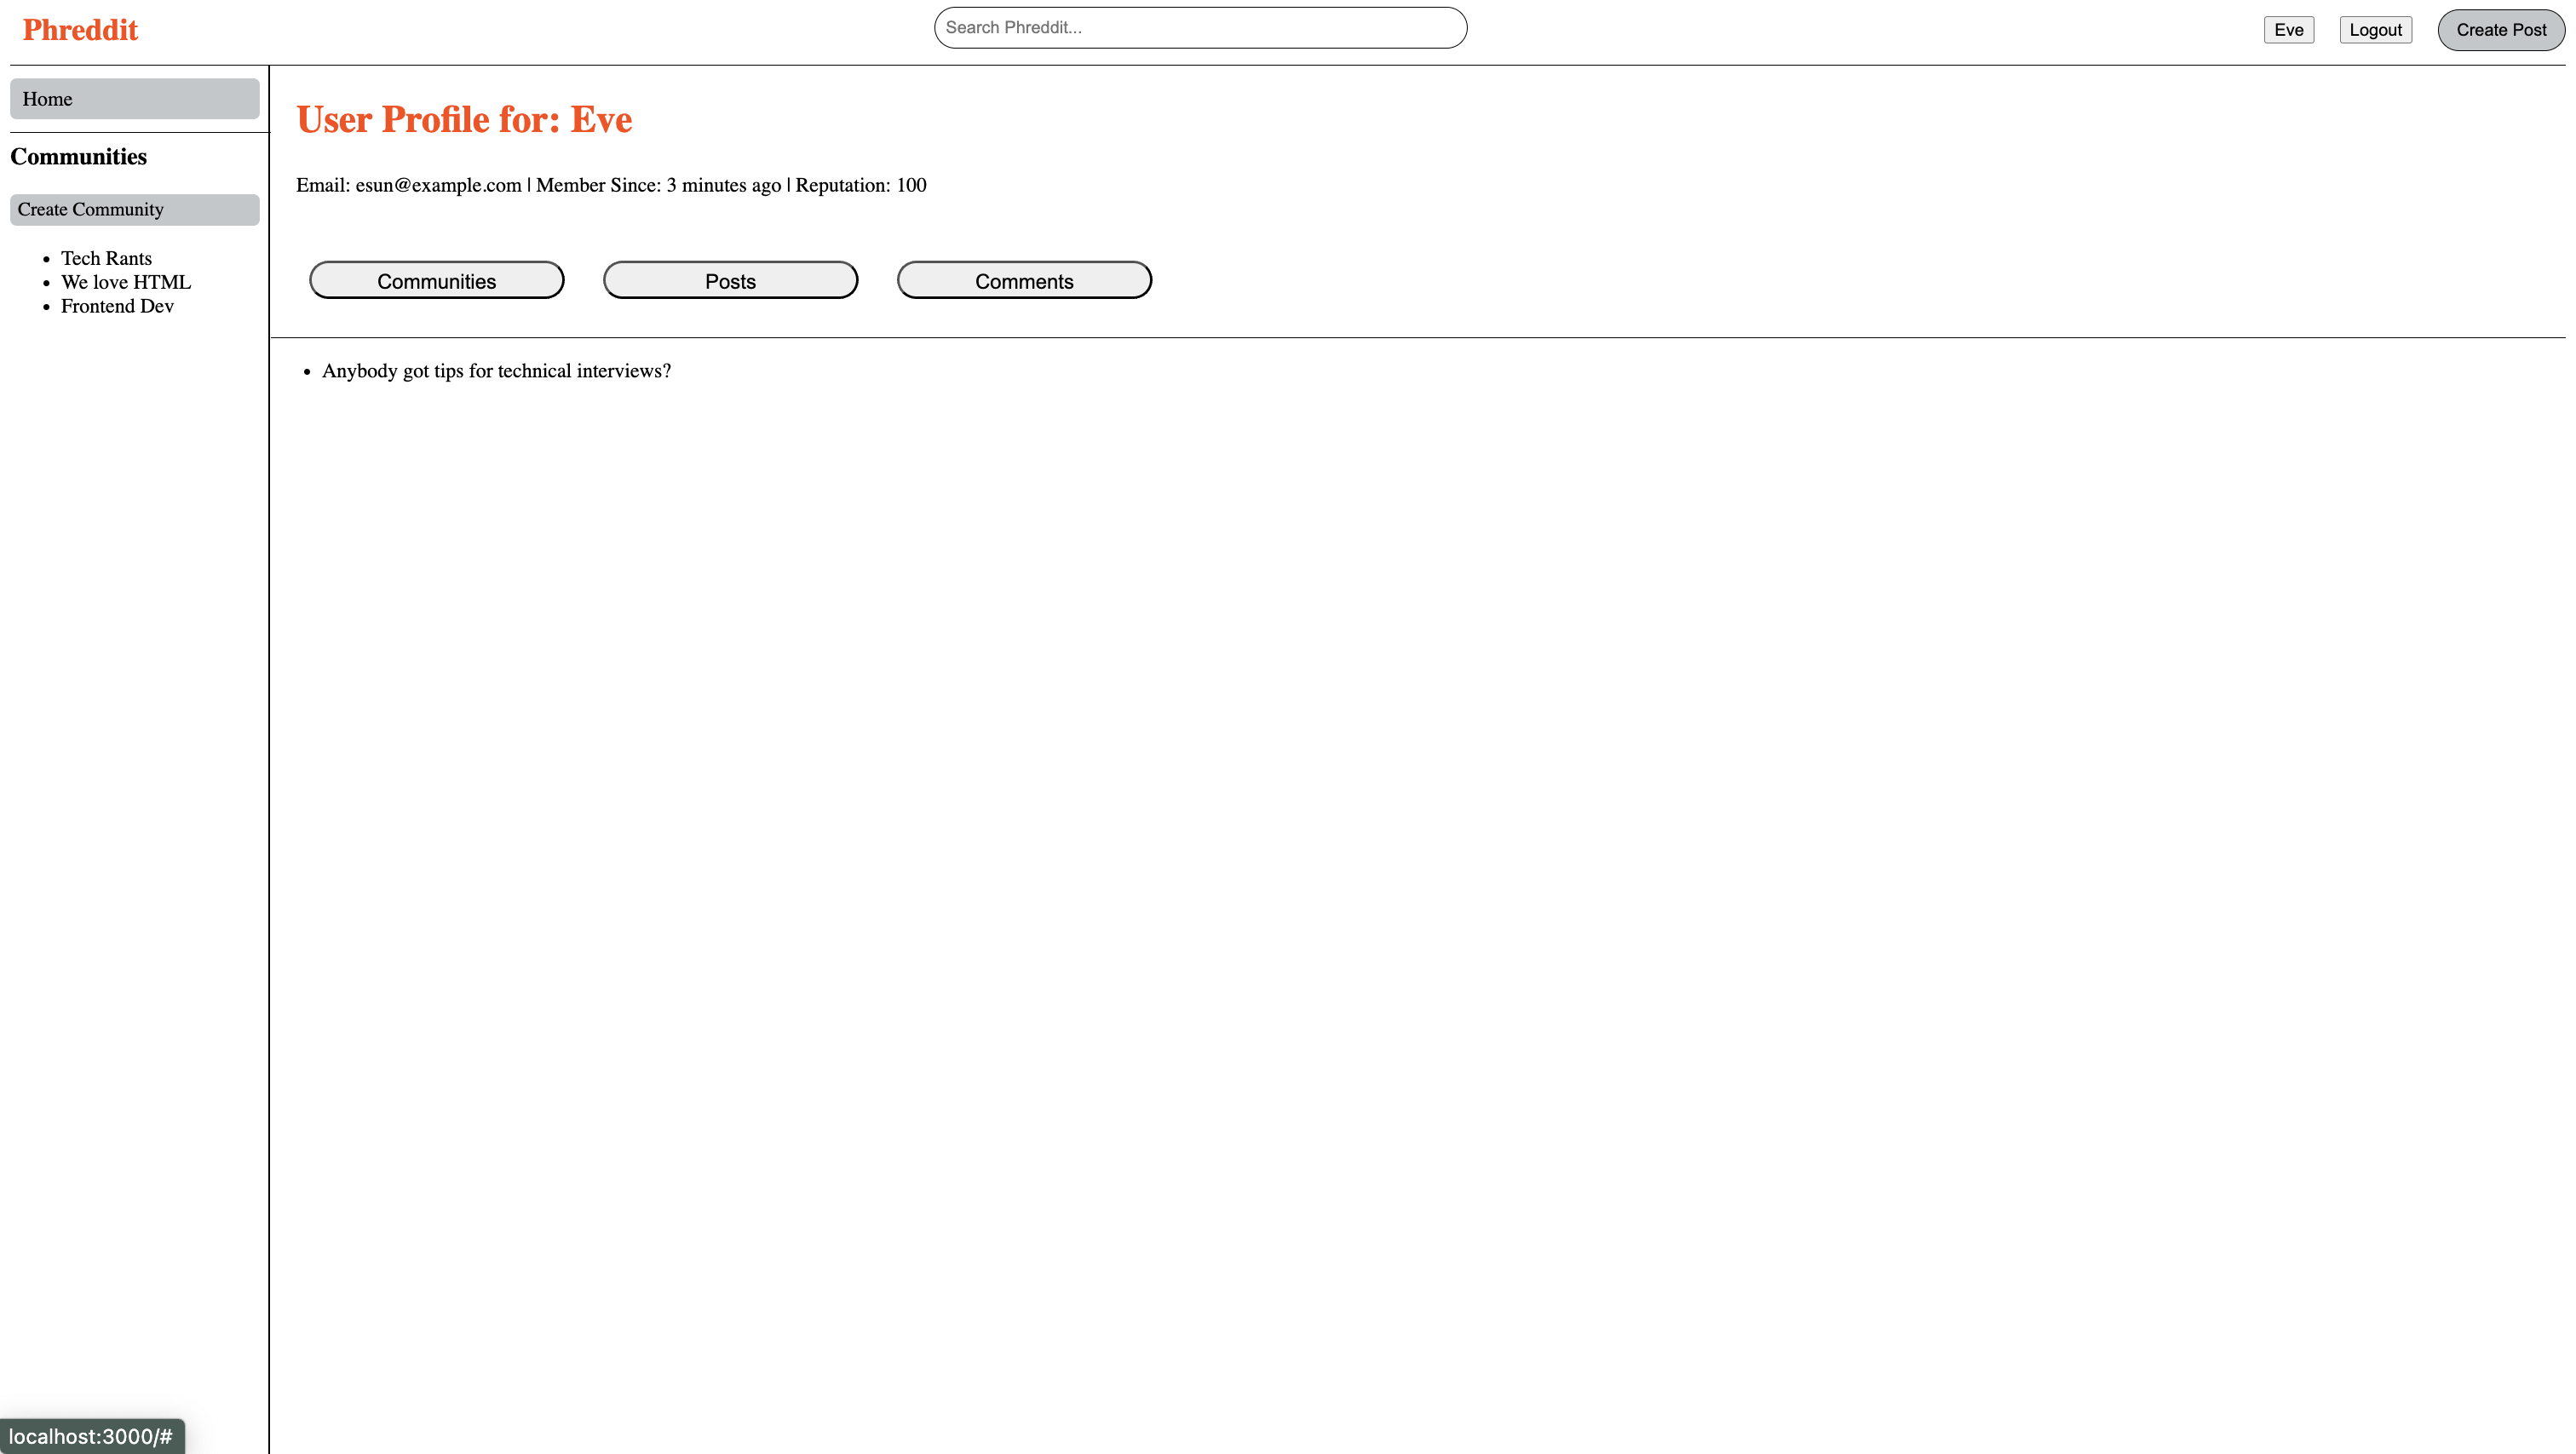 Phreddit
Search Phreddit...
Eve
Logout
Create Post
Home
Communities
Create Community
Tech Rants
We love HTML
Frontend Dev
User Profile for: Eve
Email: esun@example.com | Member Since: 3 minutes ago | Reputation: 100
Communities
Posts
Comments
Anybody got tips for technical interviews?
localhost:3000/#